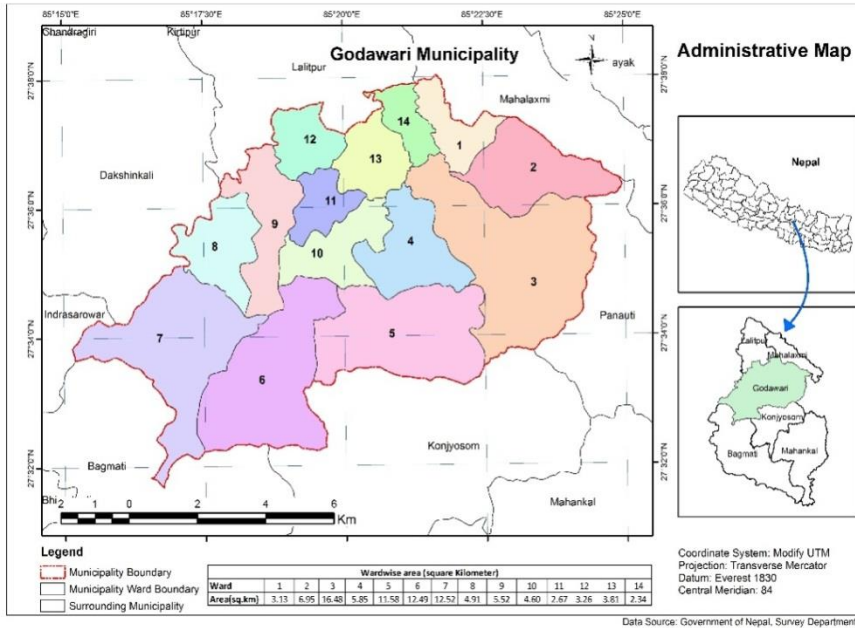 85°15'0"E 85°17'30"E 85°20'0"E 85°22'30"E 85°25'0"E
Chandragiri Kirtipur
Godawari Municipality
Lalitpur
ayak
Mahalaxmi
Dakshinkali
Indrasarowar
Panauti
Bagmati
Konjyosom
Bhi
Mahankal
27°38'0"N 27°38'0"N
27°36'0"N 27°36'0"N
27°34'0"N 27°34'0"N
27°32'0"N 27°32'0"N
14
1
12
13
2
11
9
8
4
10
3
7
5
6
2 1 0 2 4 6
Km
Administrative Map
Nepal
Lalitpur
Mahalaxmi
Godawari
Konjyosom
Bagmati
Mahankal
Coordinate System: Modify UTM
Projection: Transverse Mercator
Datum: Everest 1830
Central Meridian: 84
Legend
Municipality Boundary
Municipality Ward Boundary
Surrounding Municipality
Wardwise area (square Kilometer)
Ward 1 2 3 4 5 6 7 8 9 10 11 12 13 14
Area(sq.km) 3.13 6.95 16.48 5.85 11.58 12.49 12.52 4.91 5.52 4.60 2.67 3.26 3.81 2.34
Data Source: Government of Nepal, Survey Department